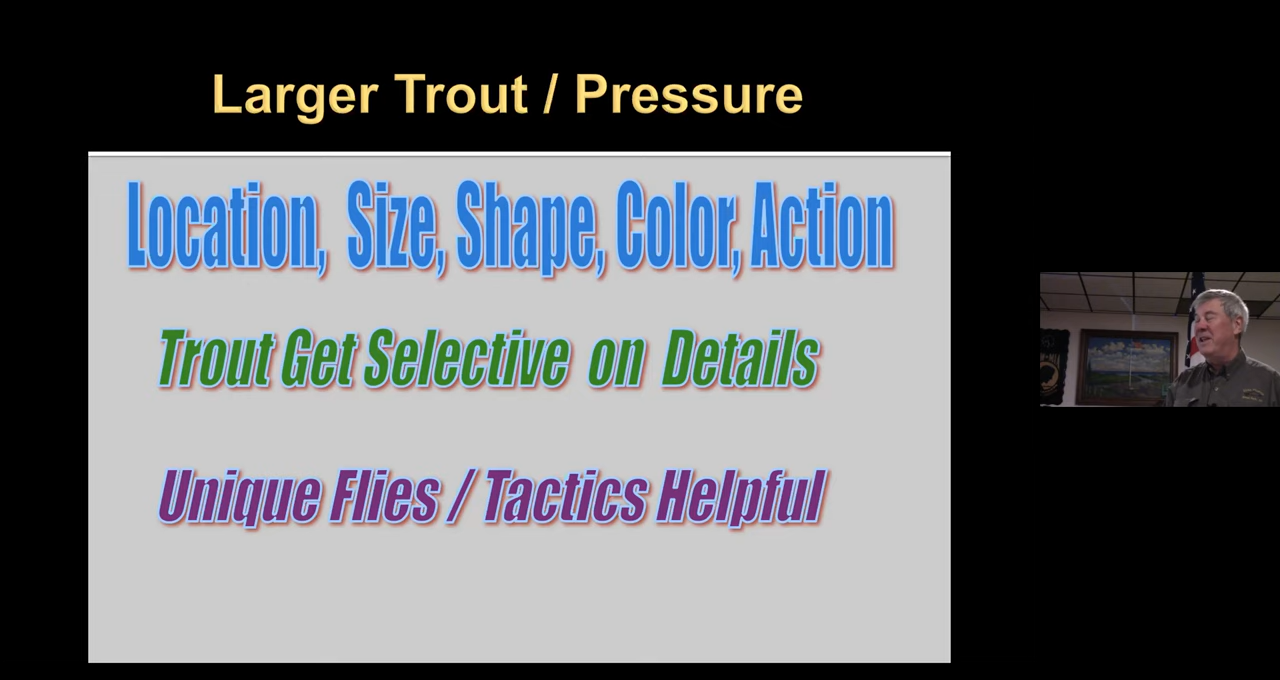 Larger Trout / Pressure
Location, Size, Shape, Color, Action
Trout Get Selective on Details
Unique Flies / Tactics Helpful